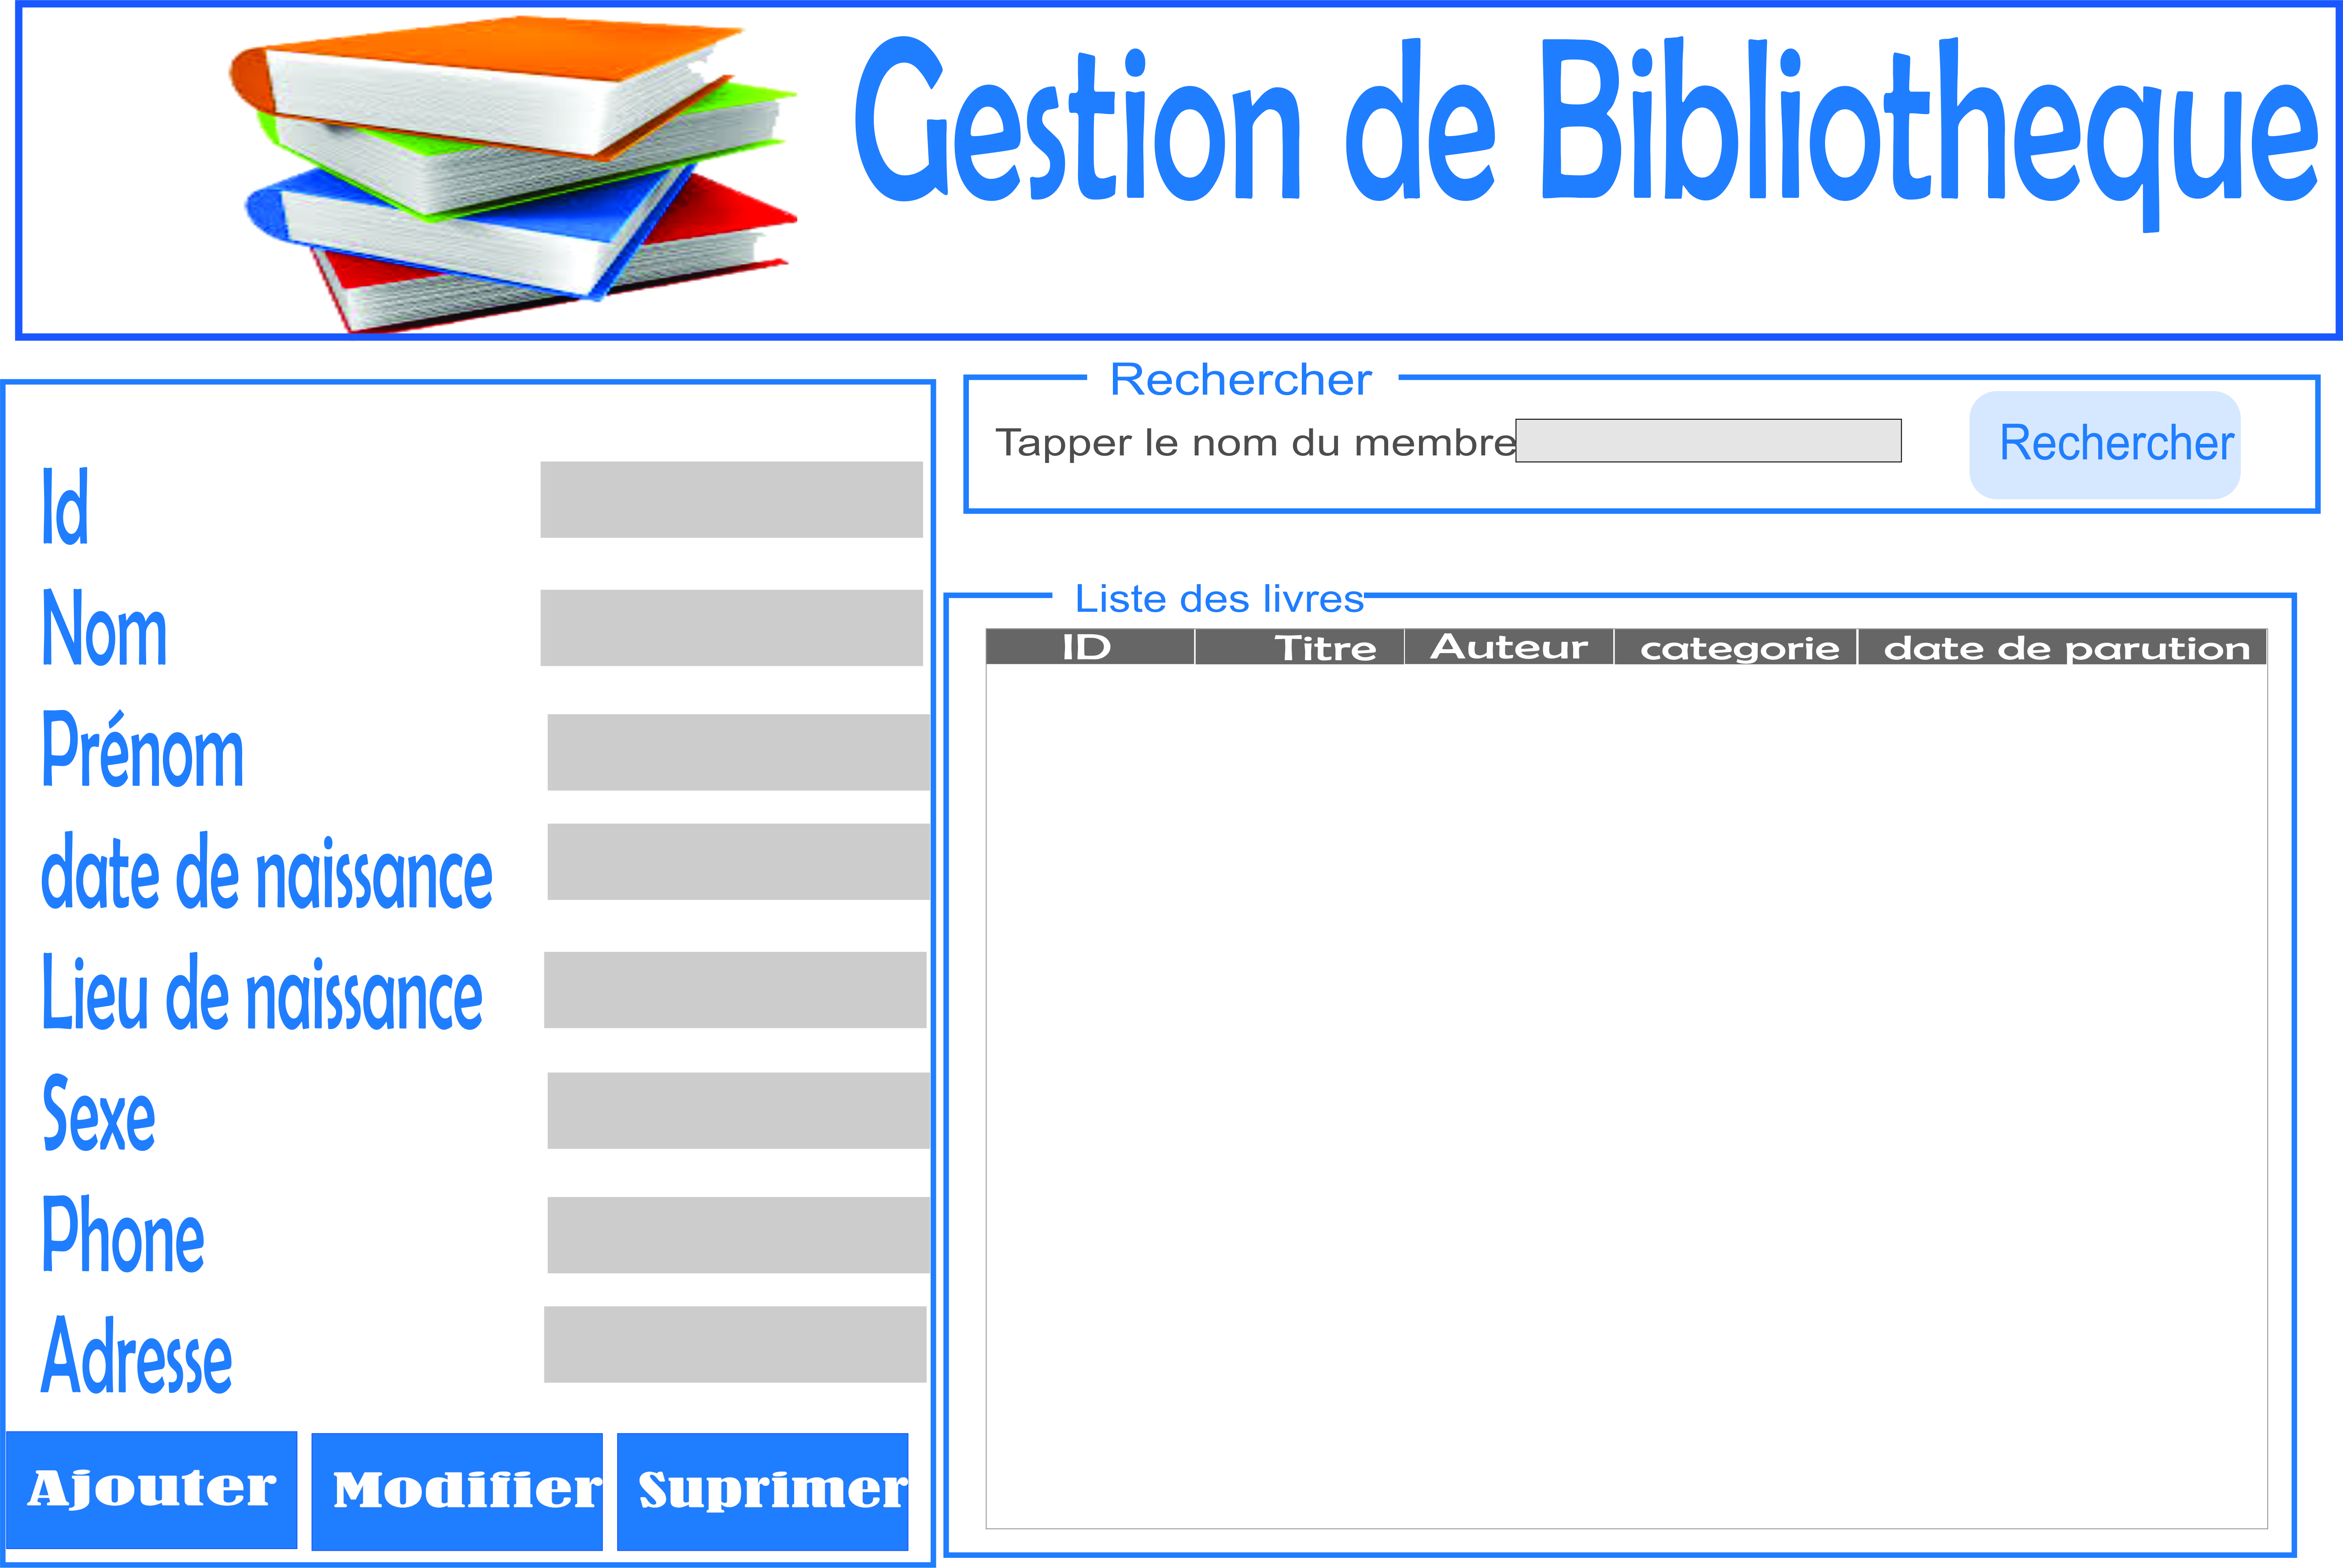 Gestion de Bibliotheque
Id
Nom
Prénom
date de naissance
Lieu de naissance
Sexe
Phone
Adresse
Ajouter Modifier Suprimer
Rechercher
Tapper le nom du membre Rechercher
Liste des livres
ID Titre Auteur categorie date de parution